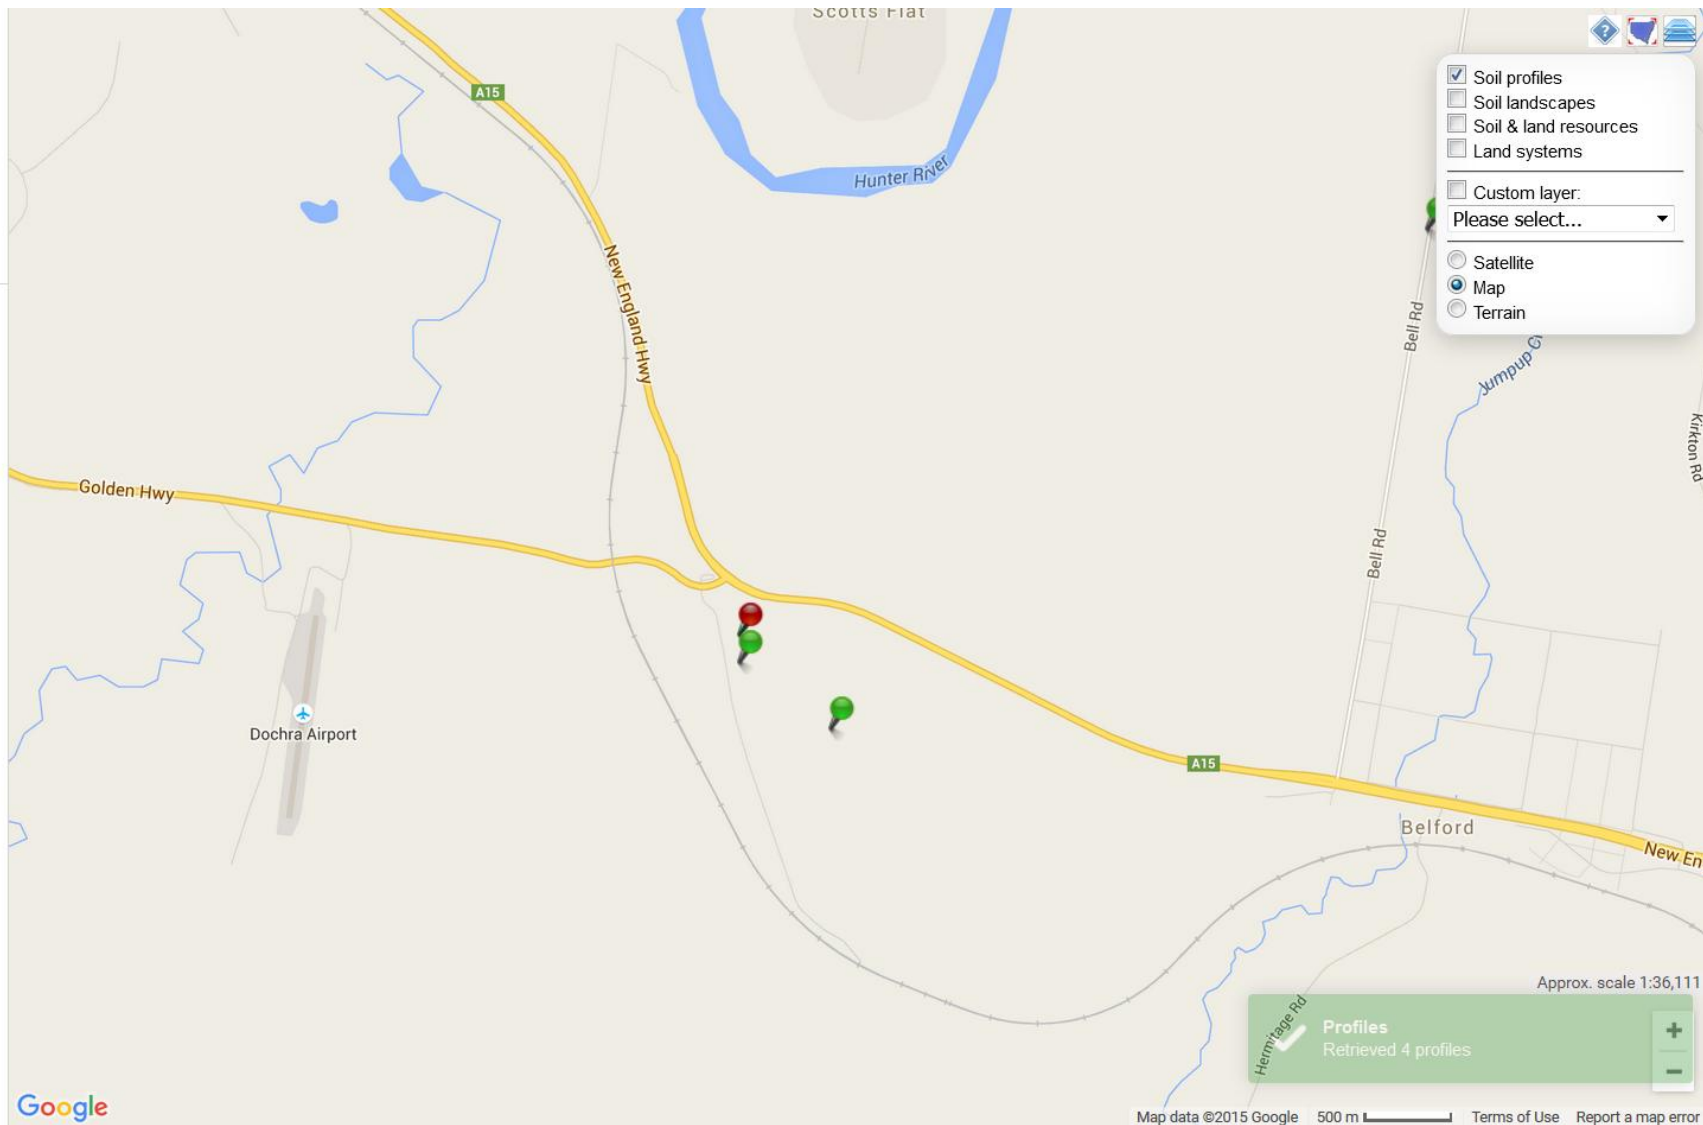 Scotts Flat
A15
Soil profiles
Soil landscapes
Soil & land resources
Land systems
Hunter River
Custom layer:
Please select...
New England Hwy
Satellite
Map
Terrain
Bell Rd
Kirkton Rd
Golden Hwy
Bell Rd
Dochra Airport
A15
Belford
Approx. scale 1:36,111
Hermitage Rd
Profiles
Retrieved 4 profiles
Google
Map data ©2015 Google
500 m
Terms of Use
Report a map error